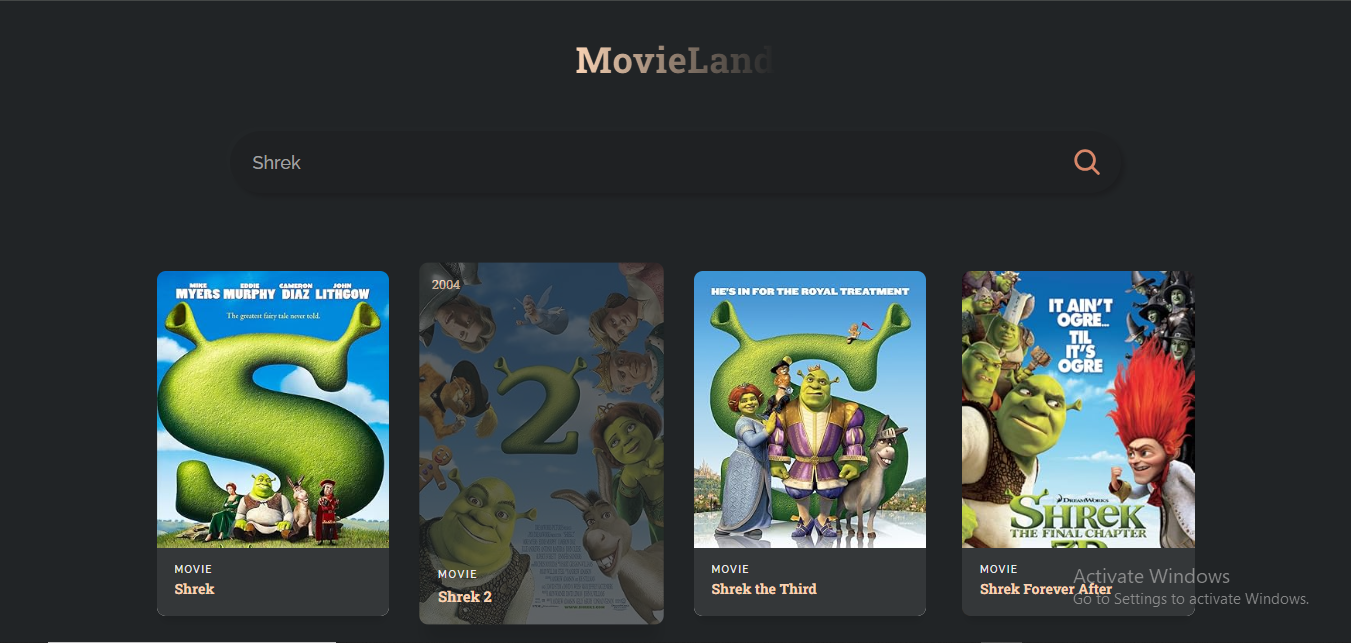 MovieLand
Shrek
MIKE MYERS EDDIE MURPHY CAMERON DIAZ JOHN LITHGOW
The greatest fairy tale never told.
MOVIE
Shrek
2004
2
MOVIE
Shrek 2
HE'S IN FOR THE ROYAL TREATMENT
MOVIE
Shrek the Third
IT AIN'T
OGRE...
TIL
IT'S
OGRE
DREAMWORKS
SHREK
THE FINAL CHAPTER
MOVIE
Shrek Forever After
Activate Windows
Go to Settings to activate Windows.